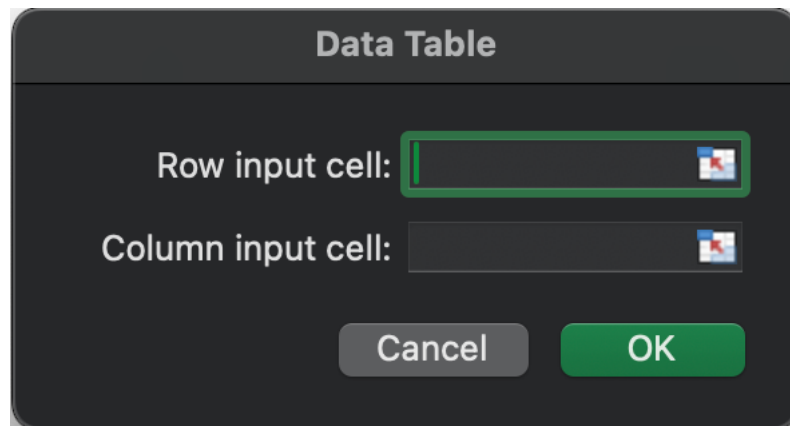 Data Table
Row input cell:
Column input cell:
Cancel OK